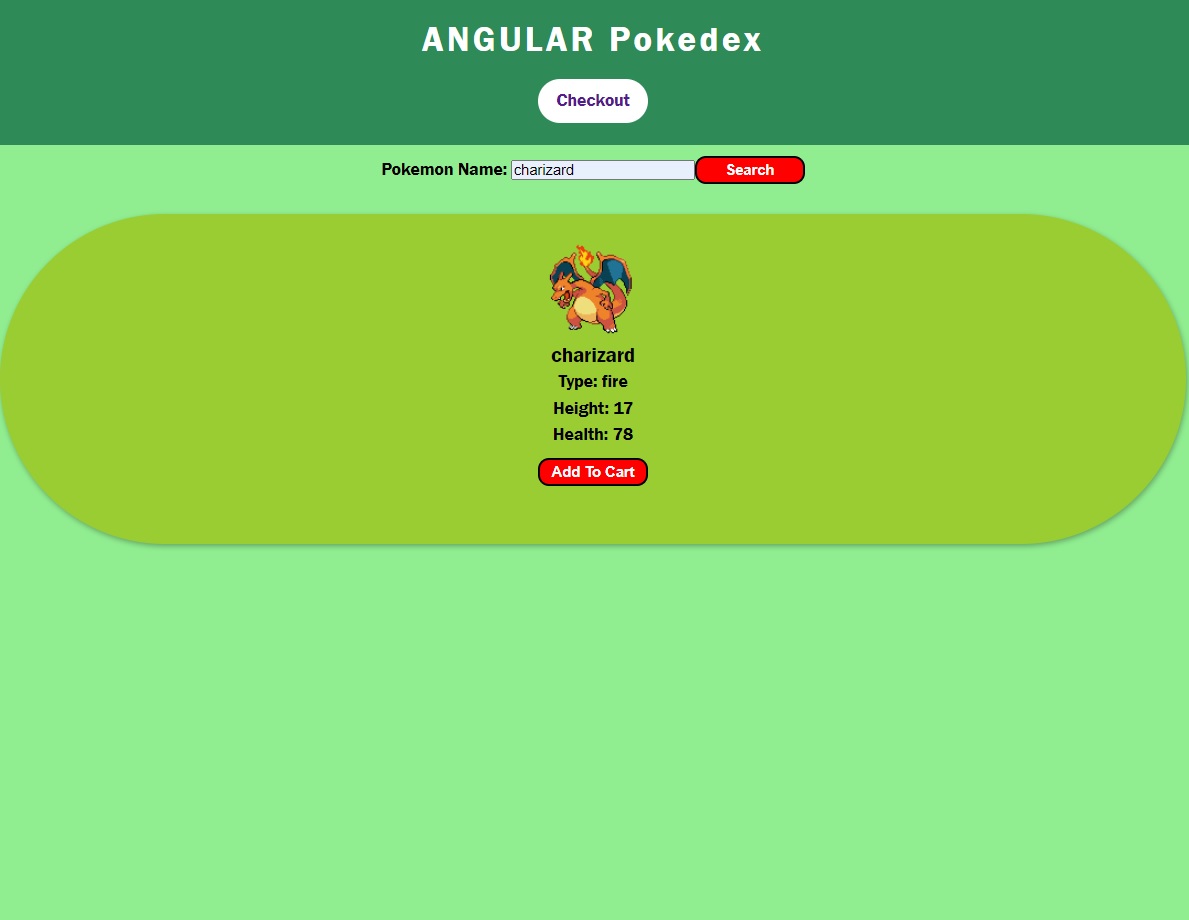 ANGULAR Pokedex
Checkout
Pokemon Name: charizard Search
charizard
Type: fire
Height: 17
Health: 78
Add To Cart